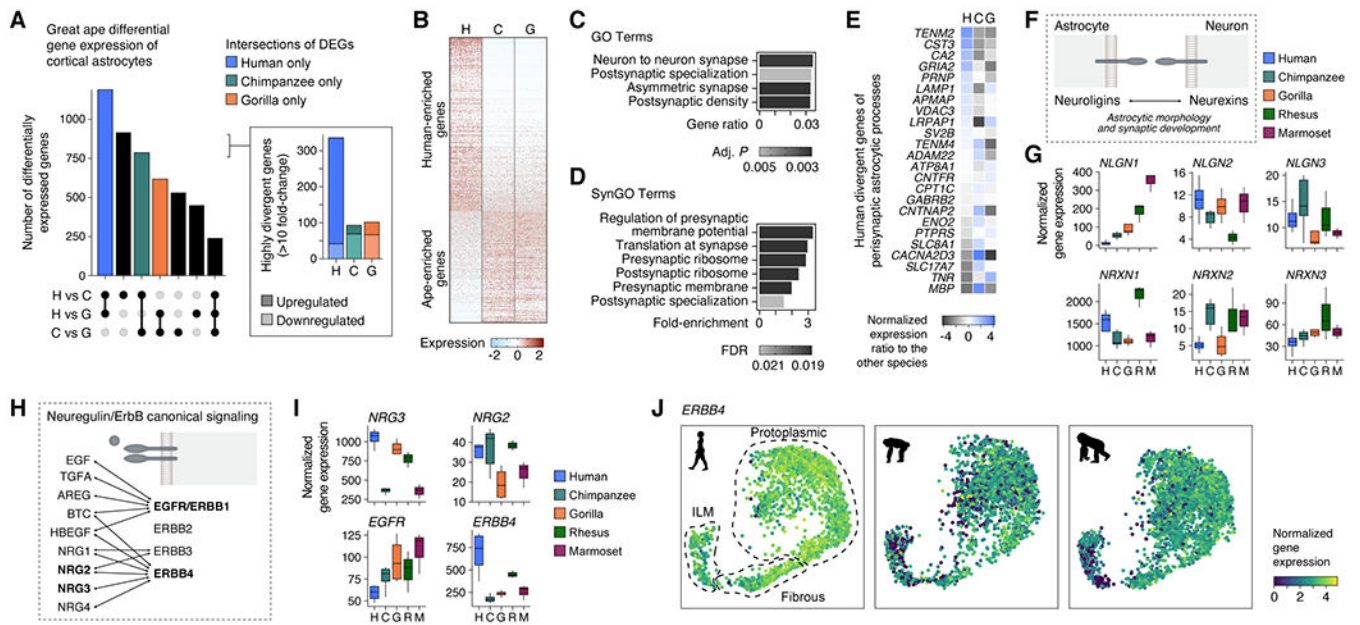 A
Great ape differential
gene expression of
cortical astrocytes
Intersections of DEGs
Human only
Chimpanzee only
Gorilla only
Number of differentially
expressed genes
1000
750
500
250
0
H vs C
H vs G
C vs G
Highly divergent genes
(>10 fold-change)
300
200
100
0
H C G
Upregulated
Downregulated
B
H C G
Human-enriched
genes
Ape-enriched
genes
Expression
-2 0 2
C
GO Terms
Neuron to neuron synapse
Postsynaptic specialization
Asymmetric synapse
Postsynaptic density
Gene ratio
0 0.03
Adj. P
0.005 0.003
D
SynGO Terms
Regulation of presynaptic
membrane potential
Translation at synapse
Presynaptic ribosome
Postsynaptic ribosome
Presynaptic membrane
Postsynaptic specialization
Fold-enrichment
0 3
FDR
0.021 0.019
E
H C G
Human divergent genes of
perisynaptic astrocytic processes
TENM2
CST3
CA2
GRIA2
PRNP
LAMP1
APMAP
VDAC3
LRPAP1
SV2B
TENM4
ADAM22
ATP8A1
CNTFR
CPT1C
GABRB2
CNTNAP2
ENO2
PTPRS
SLC8A1
CACNA2D3
SLC17A7
TNR
MBP
Normalized
expression
ratio to the
other species
-4 0 4
F
Astrocyte Neuron
Neuroligins Neurexins
Astrocytic morphology
and synaptic development
Human
Chimpanzee
Gorilla
Rhesus
Marmoset
G
Normalized
gene expression
NLGN1 NLGN2 NLGN3
400
300
200
100
0
16
12
8
4
20
15
10
NRXN1 NRXN2 NRXN3
2000
1500
1000
20
15
10
5
90
60
30
H C G R M H C G R M H C G R M
H
Neuregulin/ErbB canonical signaling
EGF
TGFA
AREG
BTC
HBEGF
NRG1
NRG2
NRG3
NRG4
EGFR/ERBB1
ERBB2
ERBB3
ERBB4
I
Normalized
gene expression
NRG3 NRG2
1000
750
500
250
40
30
20
10
EGFR ERBB4
125
100
75
50
750
500
250
H C G R M H C G R M
Human
Chimpanzee
Gorilla
Rhesus
Marmoset
J
ERBB4
Protoplasmic
ILM
Fibrous
Normalized
gene
expression
0 2 4